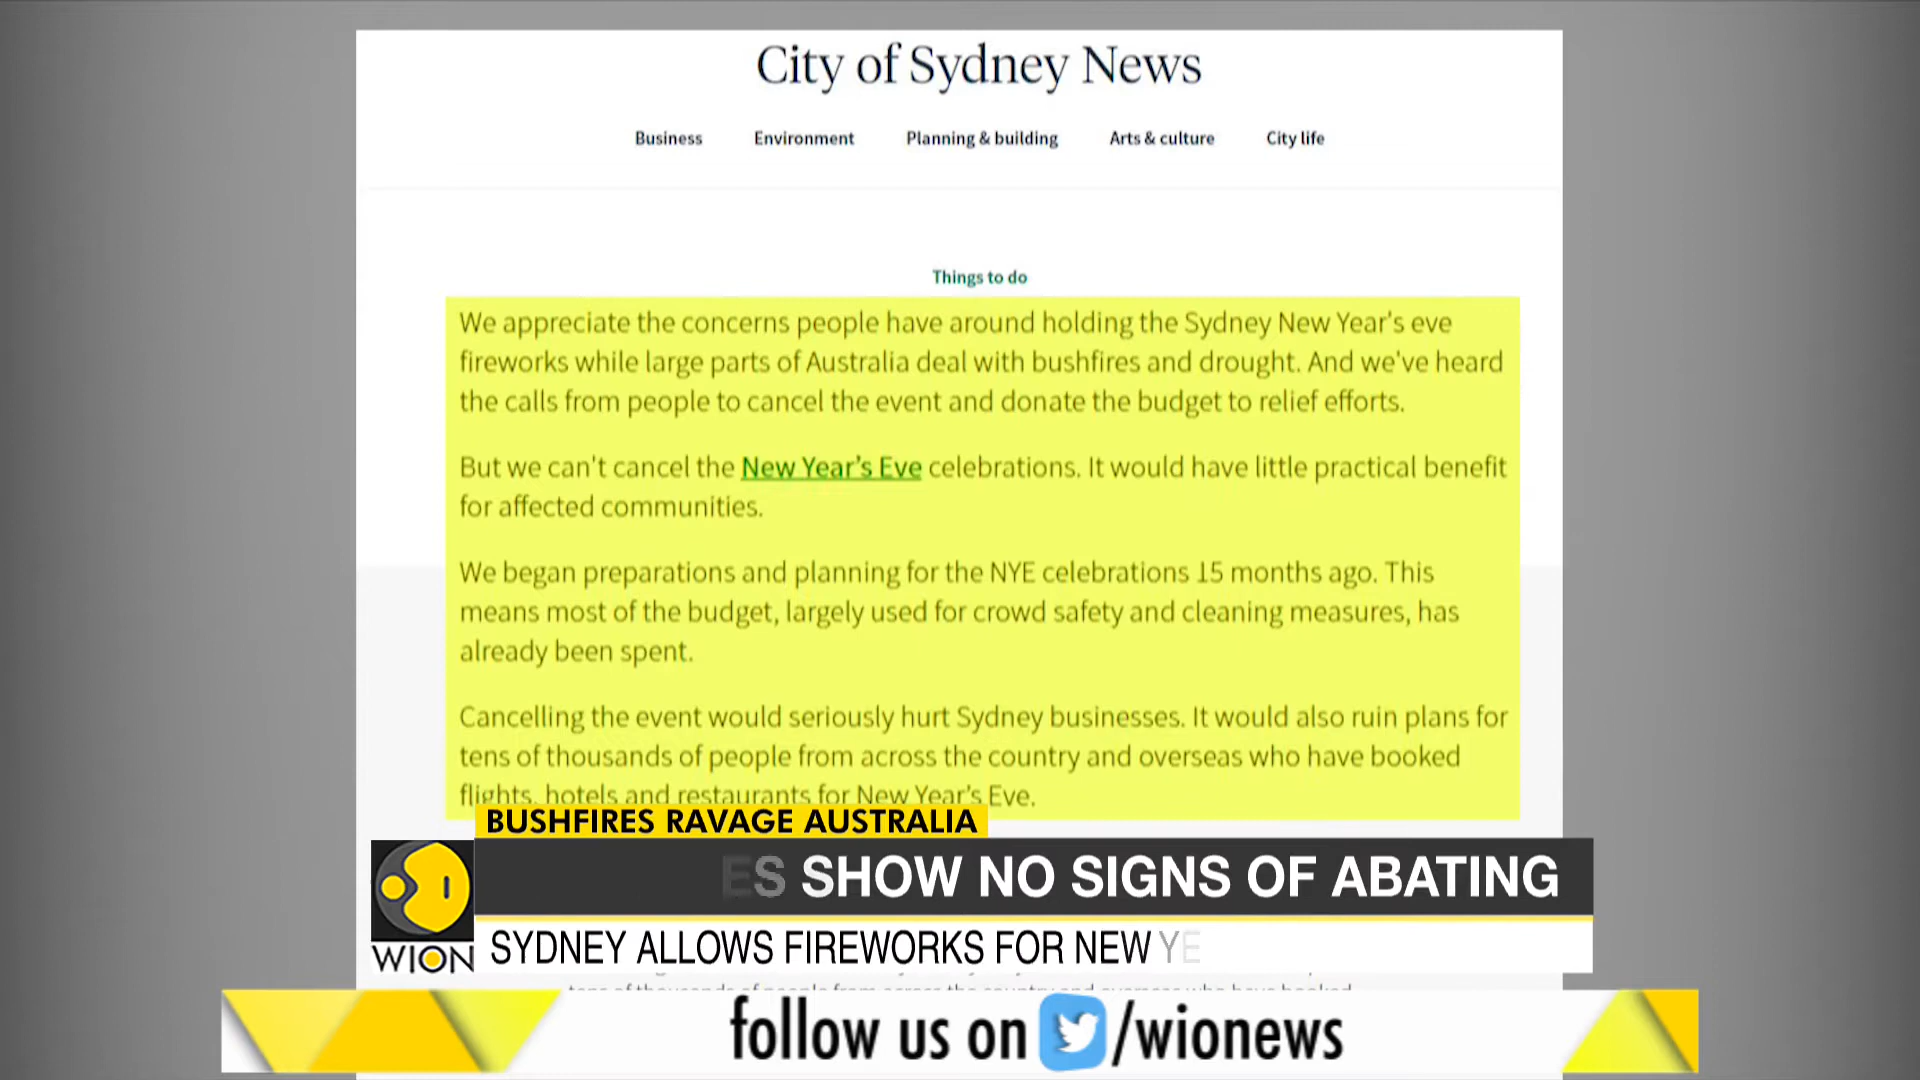 City of Sydney News
Business Environment Planning & building Arts & culture City life
Things to do
We appreciate the concerns people have around holding the Sydney New Year's eve
fireworks while large parts of Australia deal with bushfires and drought. And we've heard
the calls from people to cancel the event and donate the budget to relief efforts.
But we can't cancel the New Year's Eve celebrations. It would have little practical benefit
for affected communities.
We began preparations and planning for the NYE celebrations 15 months ago. This
means most of the budget, largely used for crowd safety and cleaning measures, has
already been spent.
Cancelling the event would seriously hurt Sydney businesses. It would also ruin plans for
tens of thousands of people from across the country and overseas who have booked
flights, hotels and restaurants for New Year's Eve.
BUSHFIRES RAVAGE AUSTRALIA
ES SHOW NO SIGNS OF ABATING
WION
SYDNEY ALLOWS FIREWORKS FOR NEW YE
follow us on /wionews